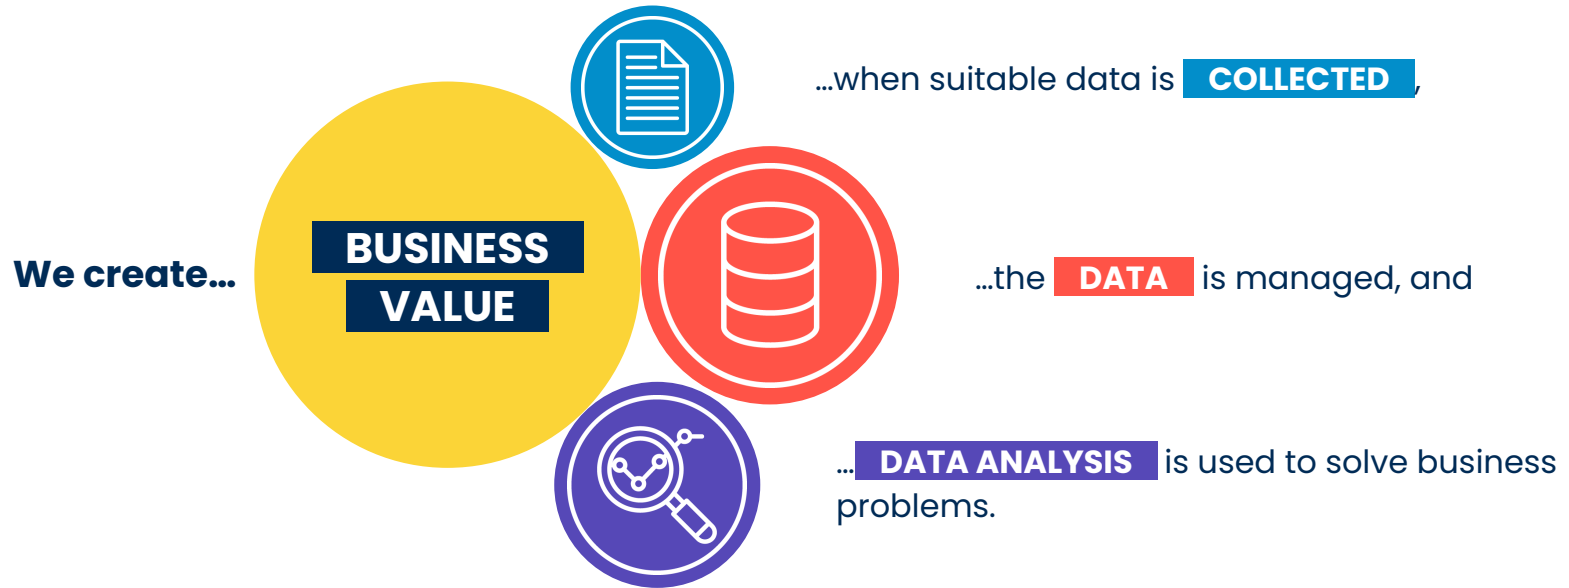 We create...
BUSINESS
VALUE
...when suitable data is COLLECTED,
...the DATA is managed, and
...DATA ANALYSIS is used to solve business
problems.